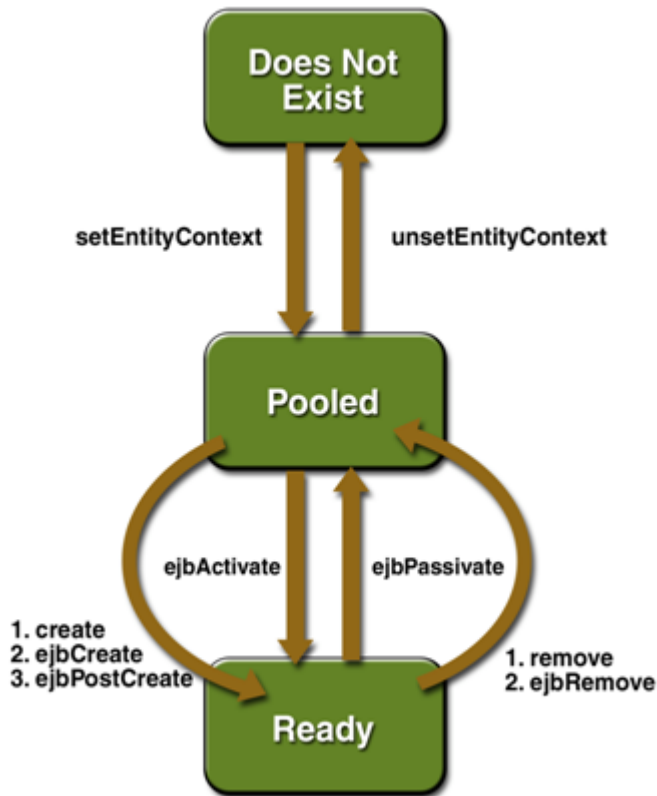 Does Not
Exist
setEntityContext
unsetEntityContext
Pooled
ejbActivate
ejbPassivate
1. create
2. ejbCreate
3. ejbPostCreate
1. remove
2. ejbRemove
Ready